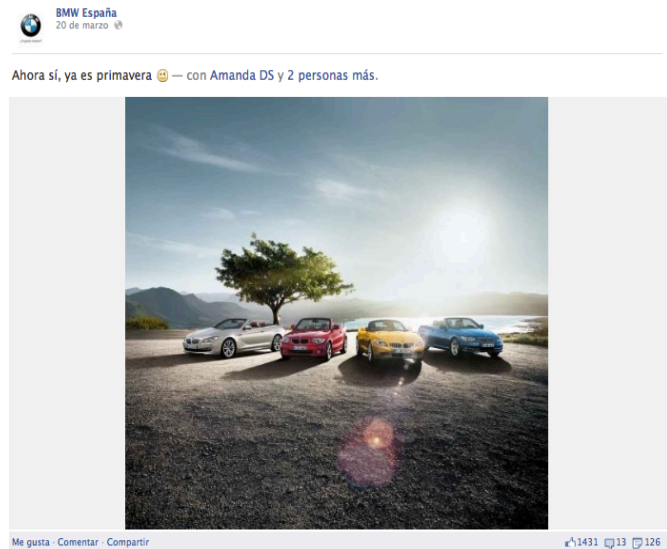 BMW España
20 de marzo
Ahora sí, ya es primavera — con Amanda DS y 2 personas más.
Me gusta · Comentar · Compartir
1431 13 126